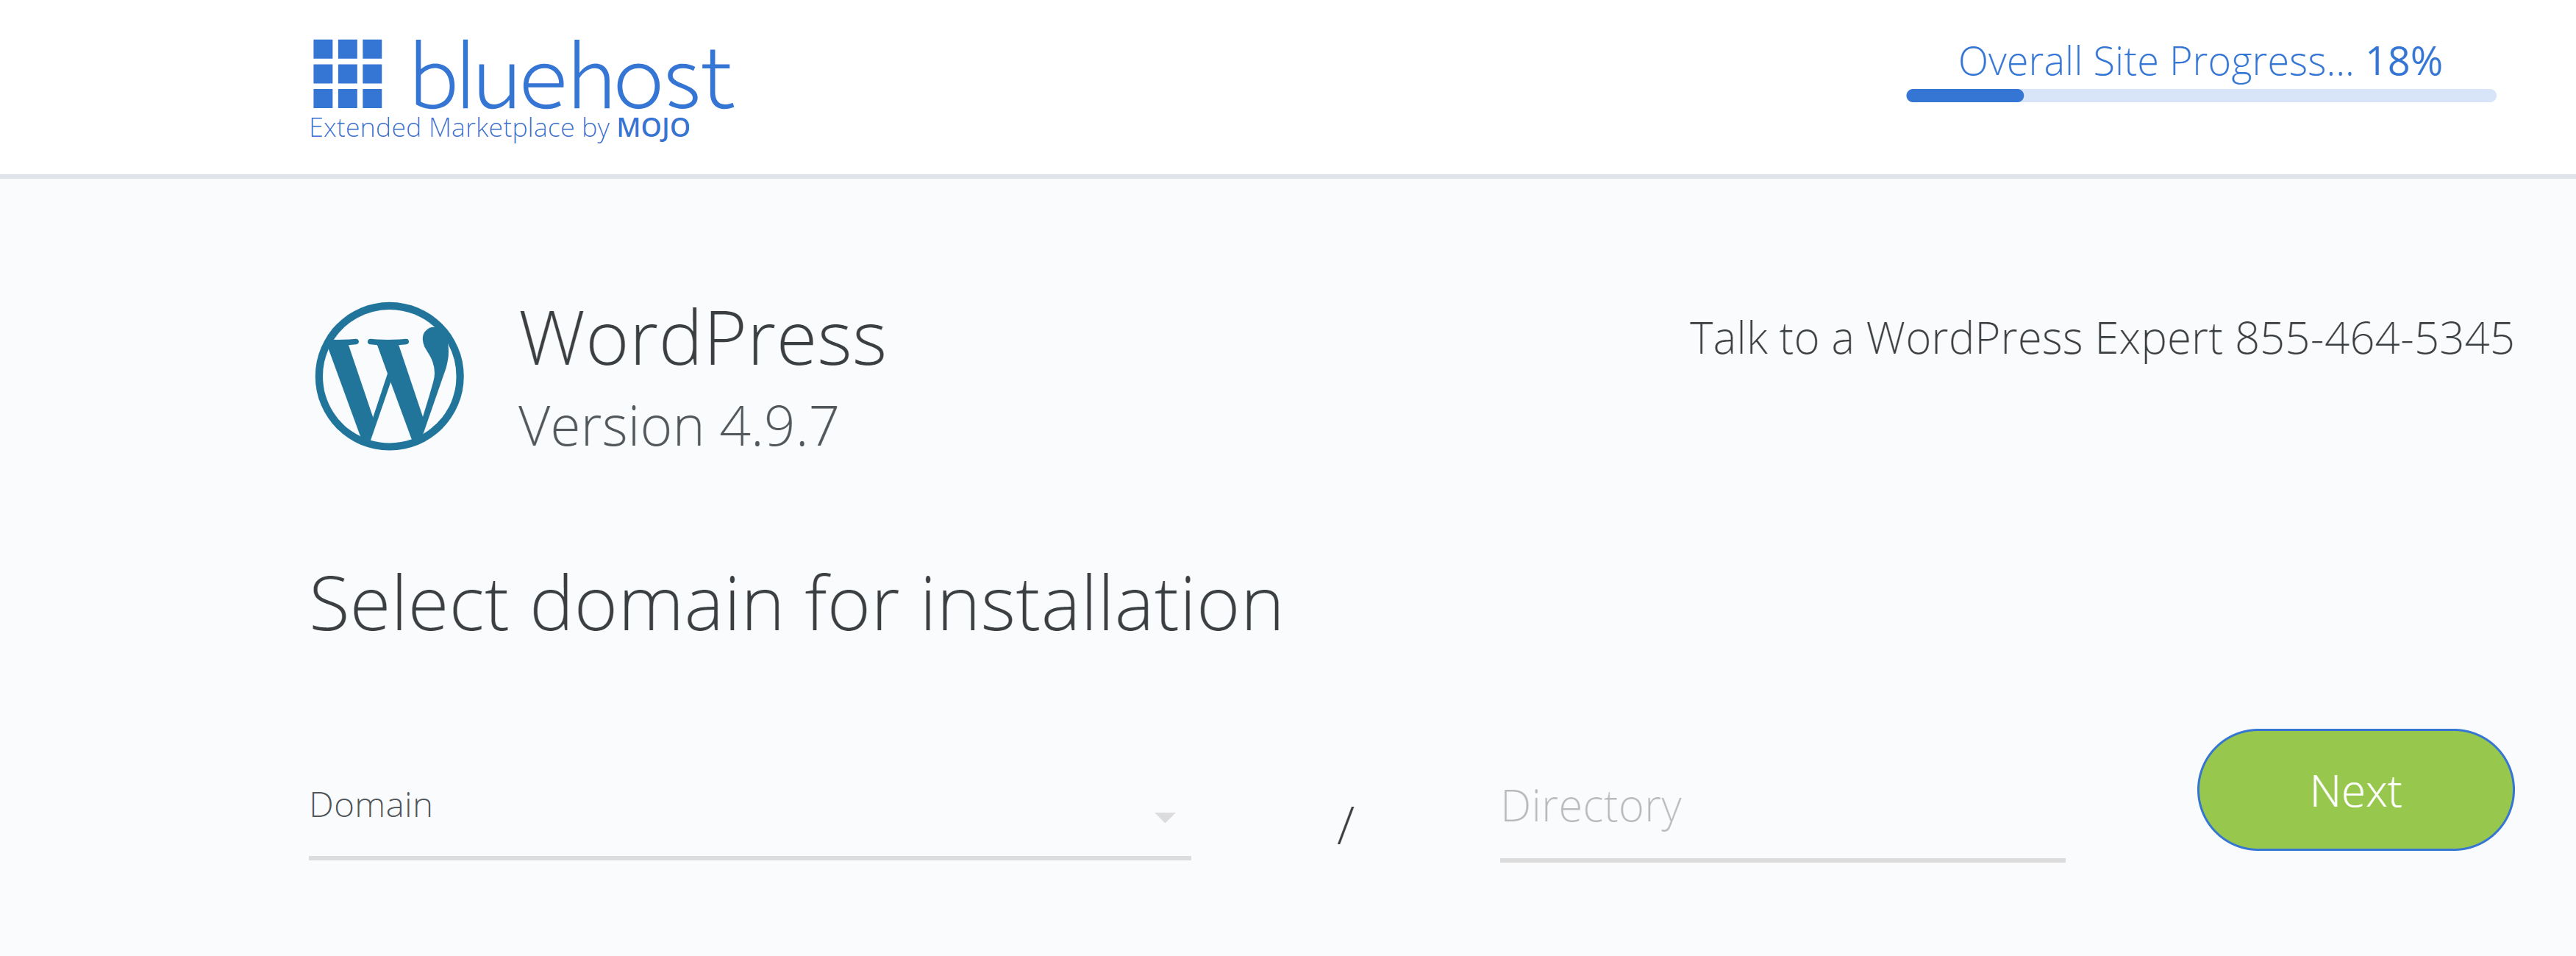 bluehost
Extended Marketplace by MOJO
Overall Site Progress... 18%
WordPress
Version 4.9.7
Talk to a WordPress Expert 855-464-5345
Select domain for installation
Domain
/
Directory
Next